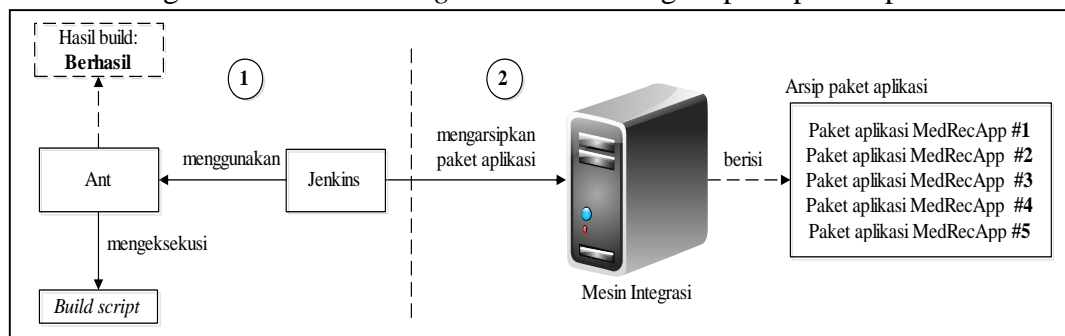 Hasil build:
Berhasil
1
2
Arsip paket aplikasi
mengarsipkan
paket aplikasi
Paket aplikasi MedRecApp #1
Paket aplikasi MedRecApp #2
Paket aplikasi MedRecApp #3
Paket aplikasi MedRecApp #4
Paket aplikasi MedRecApp #5
menggunakan
berisi
Ant
Jenkins
mengeksekusi
Mesin Integrasi
Build script